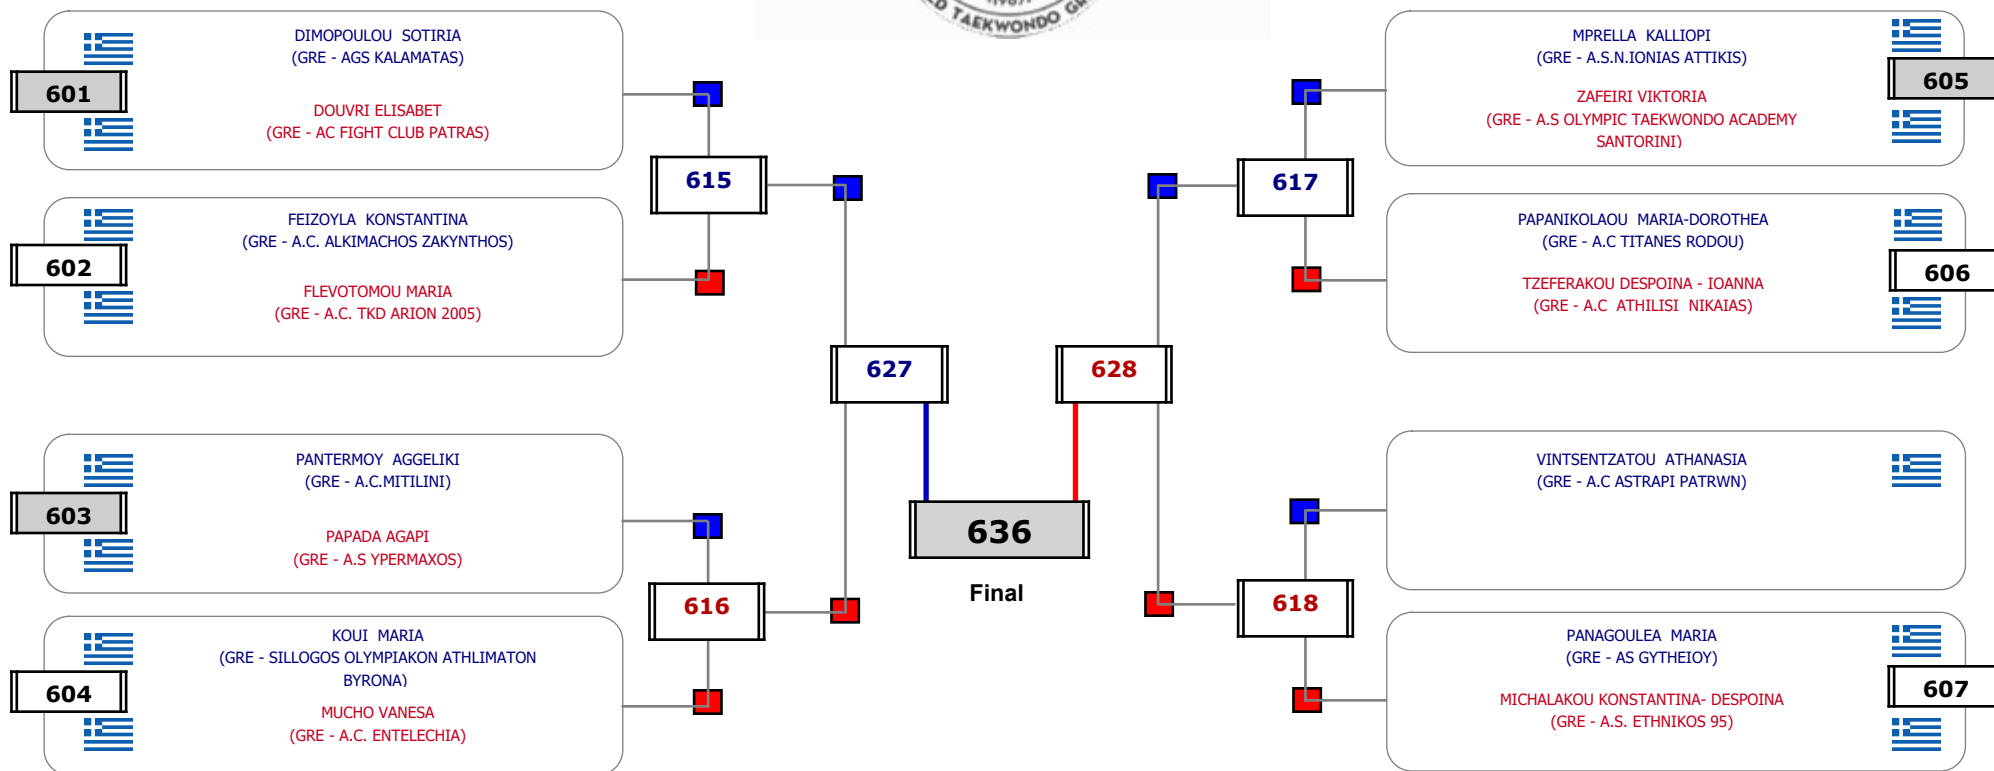 TAEKWONDO
DIMOPOULOU SOTIRIA
(GRE - AGS KALAMATAS)
601
DOUVRI ELISABET
(GRE - AC FIGHT CLUB PATRAS)
FEIZOYLA KONSTANTINA
(GRE - A.C. ALKIMACHOS ZAKYNTHOS)
602
FLEVOTOMOU MARIA
(GRE - A.C. TKD ARION 2005)
615
PANTERMOY AGGELIKI
(GRE - A.C.MITILINI)
603
PAPADA AGAPI
(GRE - A.S YPERMAXOS)
KOUI MARIA
(GRE - SILLOGOS OLYMPIAKON ATHLIMATON
BYRONA)
604
MUCHO VANESA
(GRE - A.C. ENTELECHIA)
616
627
636
Final
628
MPRELLA KALLIOPI
(GRE - A.S.N.IONIAS ATTIKIS)
605
ZAFEIRI VIKTORIA
(GRE - A.S OLYMPIC TAEKWONDO ACADEMY
SANTORINI)
617
PAPANIKOLAOU MARIA-DOROTHEA
(GRE - A.C TITANES RODOU)
606
TZEFERAKOU DESPOINA - IOANNA
(GRE - A.C ATHILISI NIKAIAS)
VINTSENTZATOU ATHANASIA
(GRE - A.C ASTRAPI PATRWN)
618
PANAGOULEA MARIA
(GRE - AS GYTHEIOY)
607
MICHALAKOU KONSTANTINA- DESPOINA
(GRE - A.S. ETHNIKOS 95)